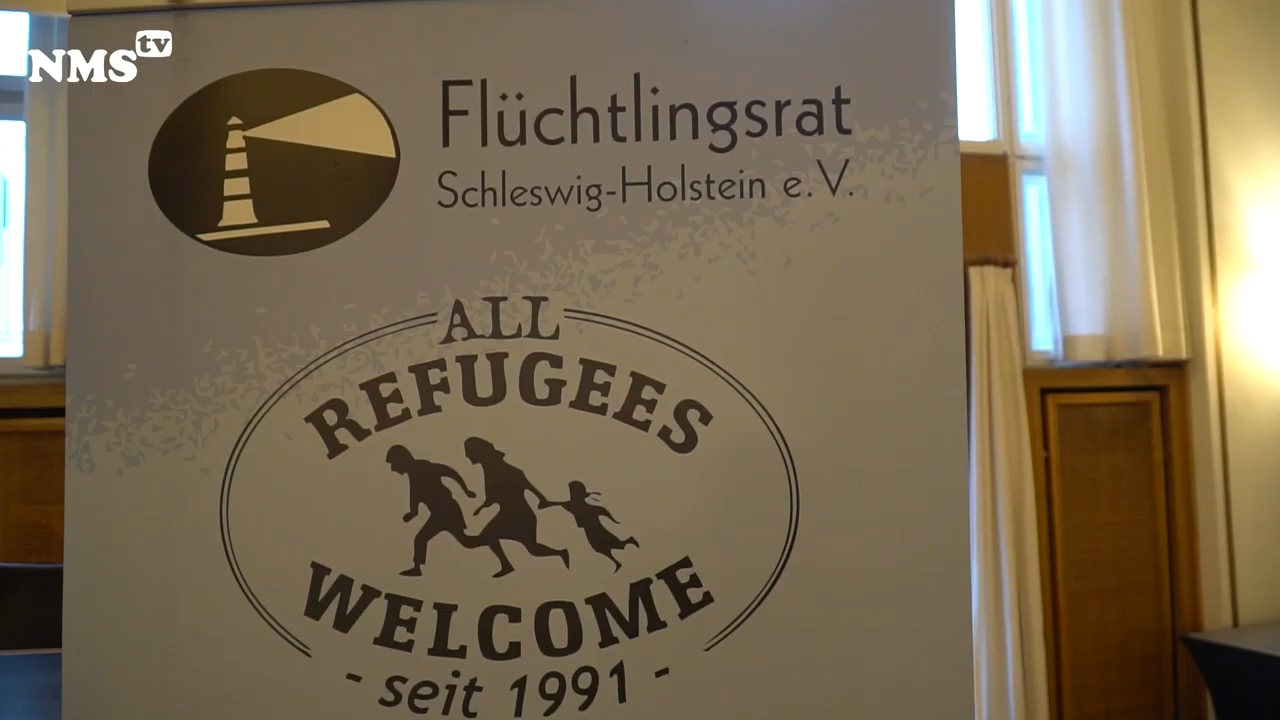 NMS tv
Flüchtlingsrat
Schleswig-Holstein e.V.
ALL
REFUGEES
WELCOME
- seit 1991 -